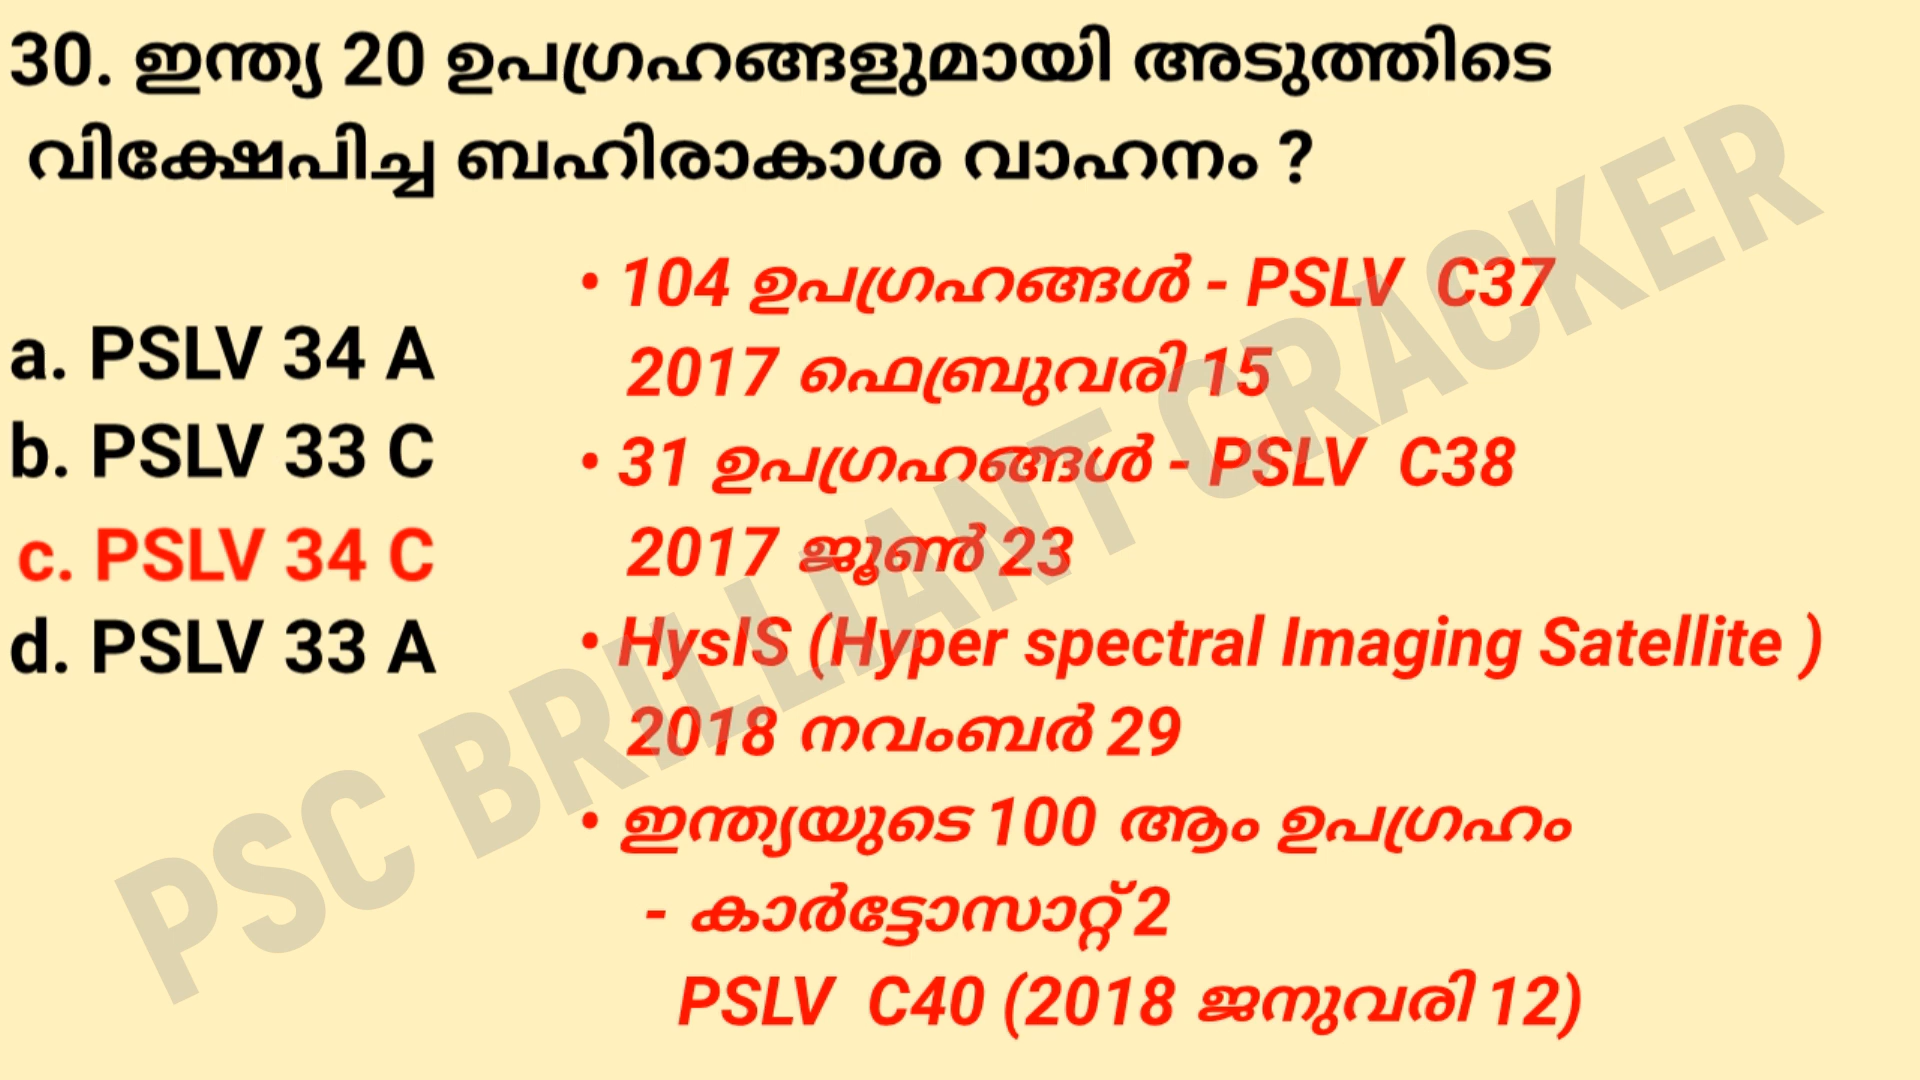 30. ഇന്ത്യ 20 ഉപഗ്രഹങ്ങളുമായി അടുത്തിടെ
വിക്ഷേപിച്ച ബഹിരാകാശ വാഹനം ?
a. PSLV 34 A
b. PSLV 33 C
c. PSLV 34 C
d. PSLV 33 A
• 104 ഉപഗ്രഹങ്ങൾ - PSLV C37
2017 ഫെബ്രുവരി 15
• 31 ഉപഗ്രഹങ്ങൾ - PSLV C38
2017 ജൂൺ 23
• HysIS (Hyper spectral Imaging Satellite )
2018 നവംബർ 29
• ഇന്ത്യയുടെ 100 ആം ഉപഗ്രഹം
- കാർട്ടോസാറ്റ് 2
PSLV C40 (2018 ജനുവരി 12)
PSC BRILLIANT CRACKER